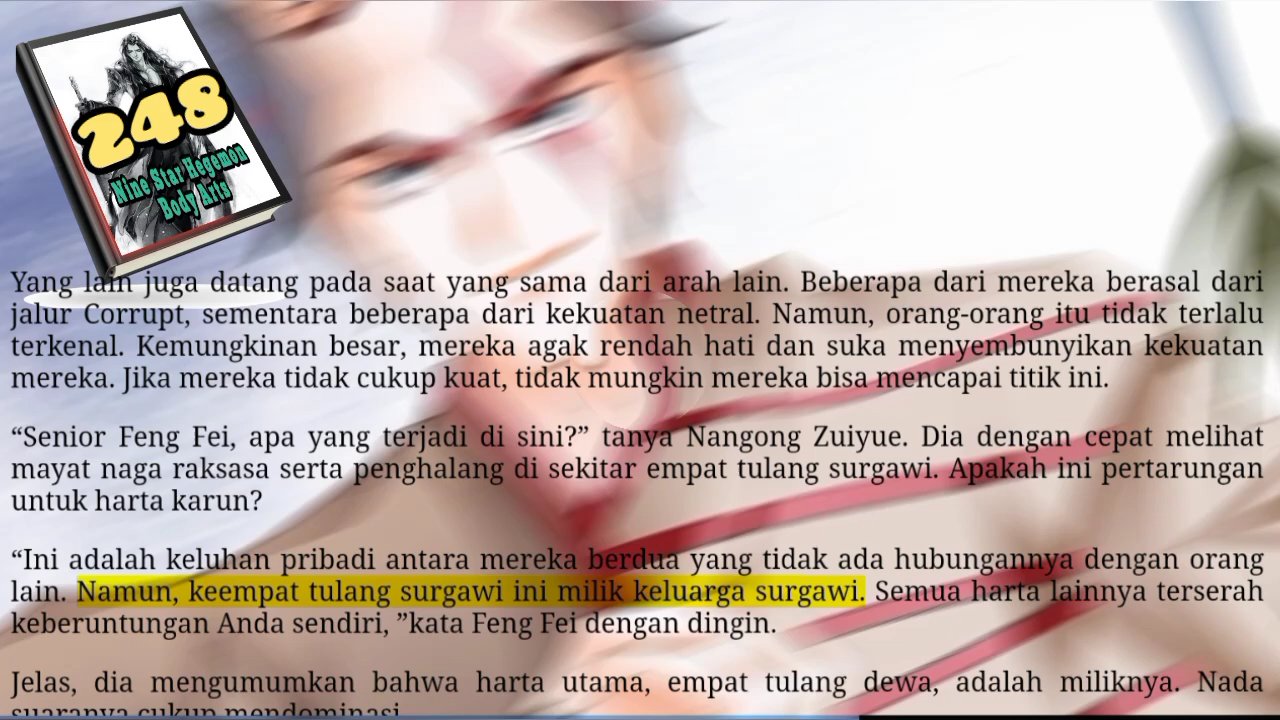 248
Nine Star Hegemon
Body Arts
Yang lain juga datang pada saat yang sama dari arah lain. Beberapa dari mereka berasal dari
jalur Corrupt, sementara beberapa dari kekuatan netral. Namun, orang-orang itu tidak terlalu
terkenal. Kemungkinan besar, mereka agak rendah hati dan suka menyembunyikan kekuatan
mereka. Jika mereka tidak cukup kuat, tidak mungkin mereka bisa mencapai titik ini.
“Senior Feng Fei, apa yang terjadi di sini?” tanya Nangong Zuiyue. Dia dengan cepat melihat
mayat naga raksasa serta penghalang di sekitar empat tulang surgawi. Apakah ini pertarungan
untuk harta karun?
“Ini adalah keluhan pribadi antara mereka berdua yang tidak ada hubungannya dengan orang
lain. Namun, keempat tulang surgawi ini milik keluarga surgawi. Semua harta lainnya terserah
keberuntungan Anda sendiri, ”kata Feng Fei dengan dingin.
Jelas, dia mengumumkan bahwa harta utama, empat tulang dewa, adalah miliknya. Nada
suaranya cukup mendominasi.